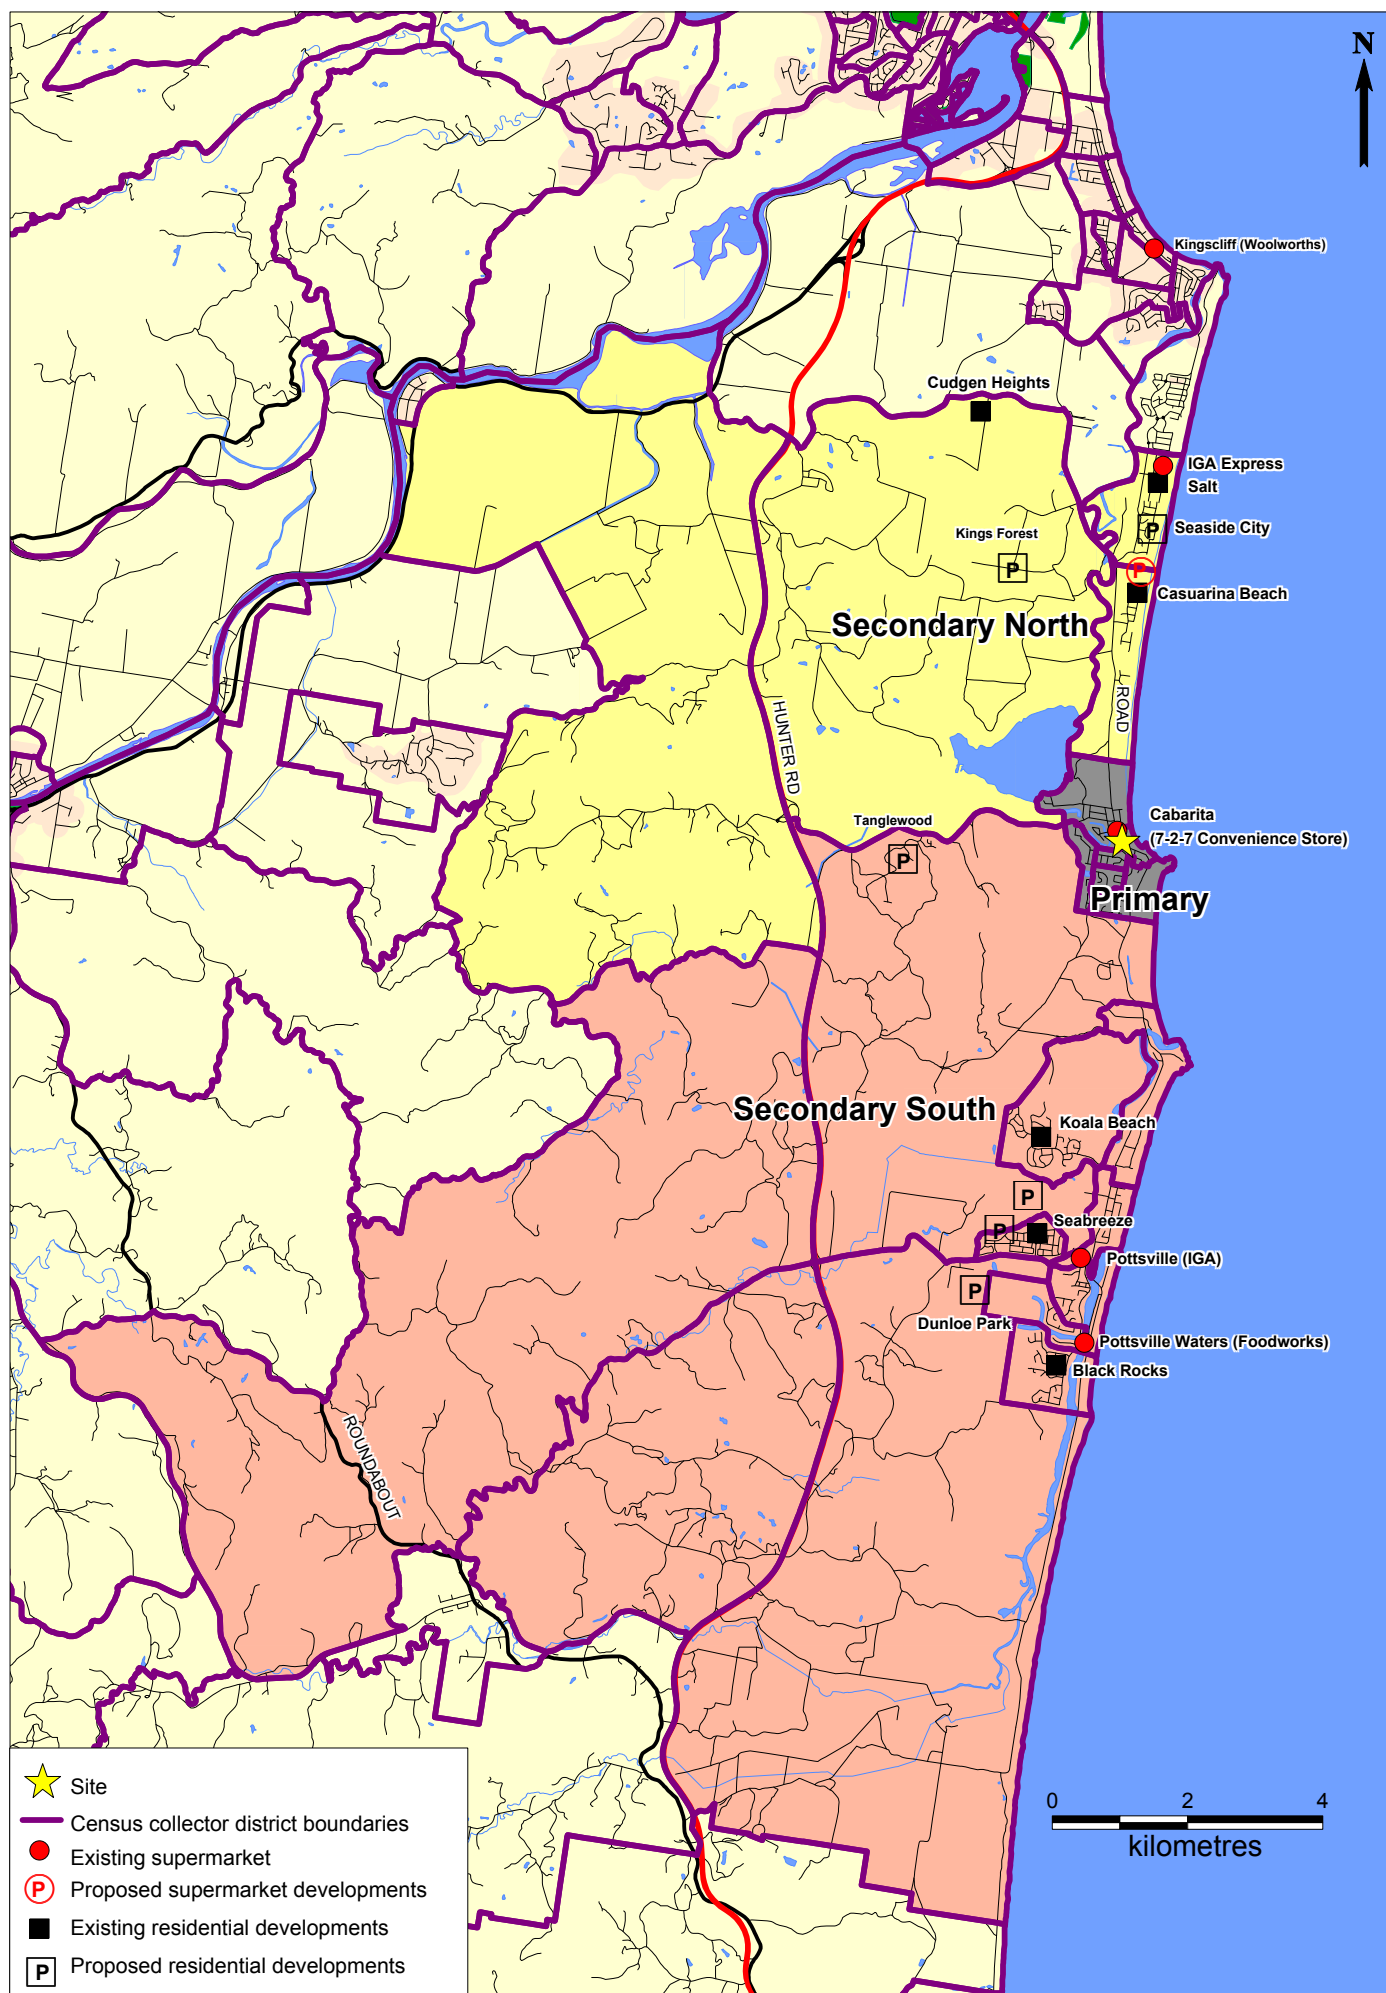 N
Kingscliff (Woolworths)
Cudgen Heights
IGA Express
Salt
P
Seaside City
Kings Forest
P
P
Casuarina Beach
Secondary North
ROAD
HUNTER RD
Cabarita
(7-2-7 Convenience Store)
Tanglewood
P
Primary
Secondary South
Koala Beach
P
P
Seabreeze
Pottsville (IGA)
P
Dunloe Park
Pottsville Waters (Foodworks)
Black Rocks
ROUNDABOUT
Site
Census collector district boundaries
Existing supermarket
P Proposed supermarket developments
Existing residential developments
P Proposed residential developments
0 2 4
kilometres